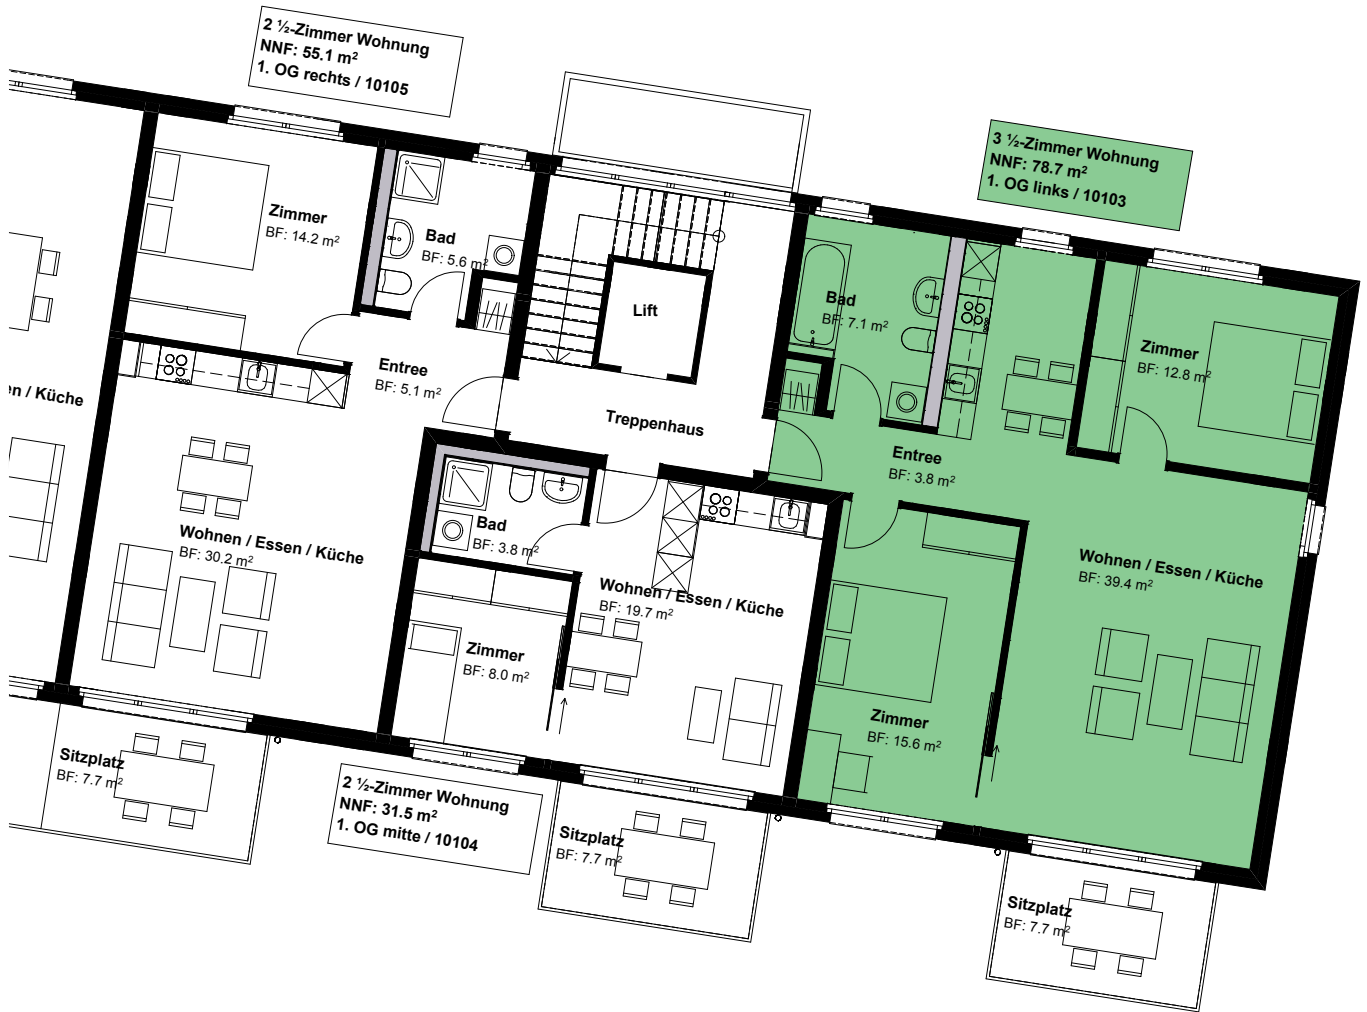 2 ½-Zimmer Wohnung
NNF: 55.1 m²
1. OG rechts / 10105
3 ½-Zimmer Wohnung
NNF: 78.7 m²
1. OG links / 10103
Zimmer
BF: 14.2 m²
Bad
BF: 5.6 m²
Lift
Bad
BF: 7.1 m²
Zimmer
BF: 12.8 m²
Entree
BF: 5.1 m²
en / Küche
Treppenhaus
Entree
BF: 3.8 m²
Wohnen / Essen / Küche
BF: 30.2 m²
Bad
BF: 3.8 m²
Wohnen / Essen / Küche
BF: 19.7 m²
Wohnen / Essen / Küche
BF: 39.4 m²
Zimmer
BF: 8.0 m²
Zimmer
BF: 15.6 m²
Sitzplatz
BF: 7.7 m²
2 ½-Zimmer Wohnung
NNF: 31.5 m²
1. OG mitte / 10104
Sitzplatz
BF: 7.7 m²
Sitzplatz
BF: 7.7 m²